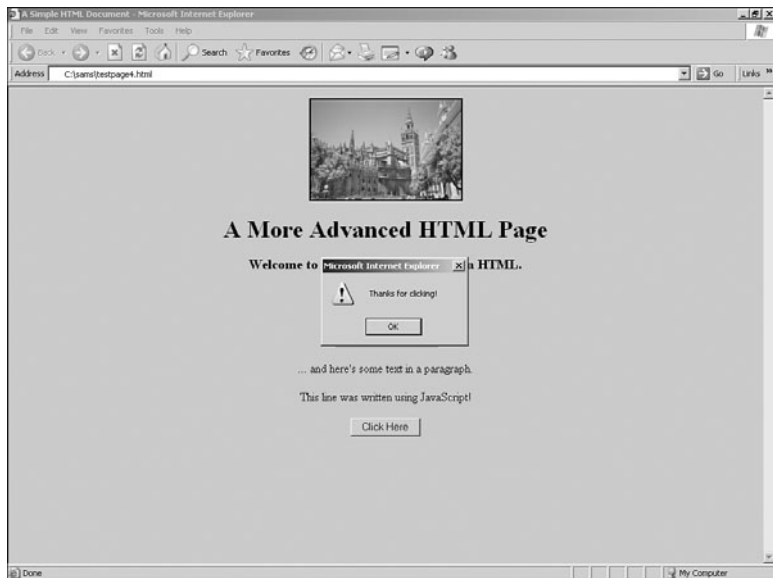 A Simple HTML Document - Microsoft Internet Explorer
File Edit View Favorites Tools Help
Back Search Favorites
Address C:\sams\testpage4.html Go Links »
A More Advanced HTML Page
Welcome to n HTML.
Microsoft Internet Explorer
Thanks for clicking!
OK
... and here's some text in a paragraph.
This line was written using JavaScript!
Click Here
Done My Computer